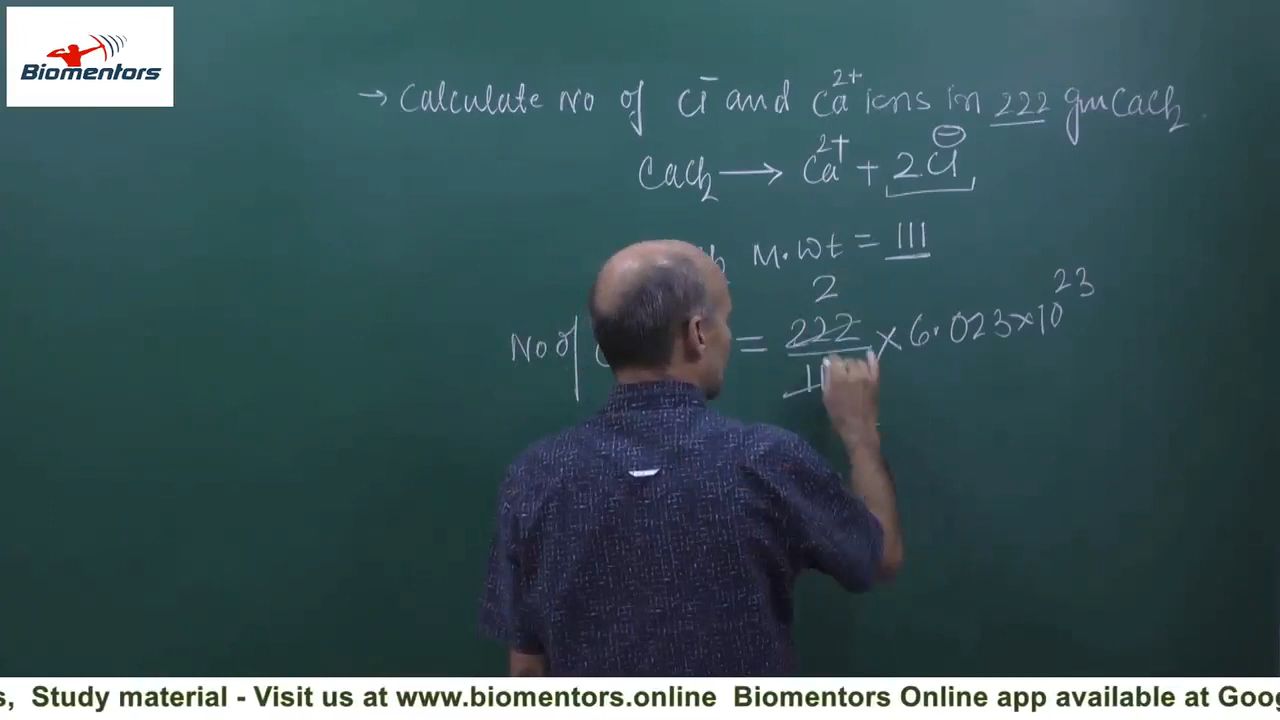 Biomentors
→ Calculate No of Cl⁻ and Ca²⁺ ions in 222 gm CaCl₂.
CaCl₂ → Ca²⁺ + 2Cl⊖
M.Wt = 111
2
No of = 222 × 6.023×10²³
s, Study material - Visit us at www.biomentors.online Biomentors Online app available at Goog